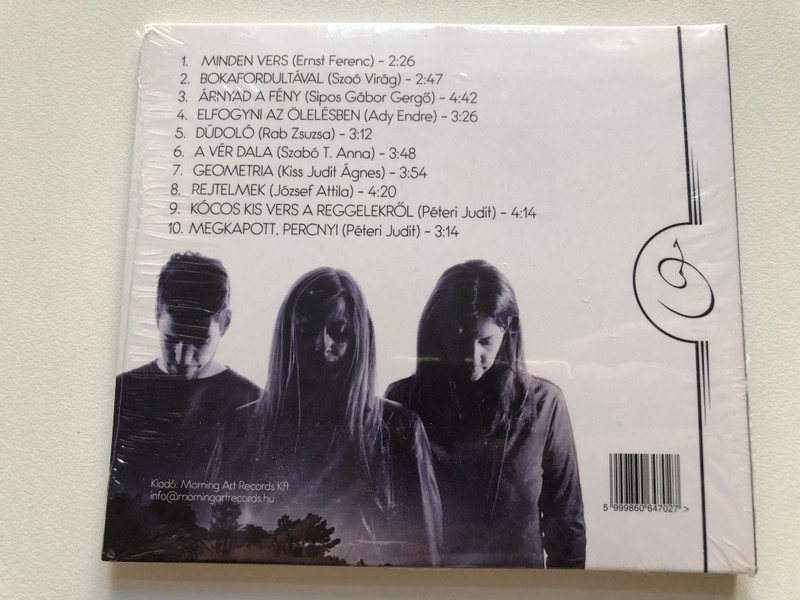 1. MINDEN VERS (Ernst Ferenc) - 2:26
2. BOKAFORDULTÁVAL (Szoó Virág) - 2:47
3. ÁRNYAD A FÉNY (Sipos Gábor Gergő) - 4:42
4. ELFOGYNI AZ ÖLELÉSBEN (Ady Endre) - 3:26
5. DÚDOLÓ (Rab Zsuzsa) - 3:12
6. A VÉR DALA (Szabó T. Anna) - 3:48
7. GEOMETRIA (Kiss Judit Ágnes) - 3:54
8. REJTELMEK (József Attila) - 4:20
9. KÓCOS KIS VERS A REGGELEKRŐL (Péteri Judit) - 4:14
10. MEGKAPOTT, PERCNYI (Péteri Judit) - 3:14
Kiadó: Morning Art Records Kft.
info@morningartrecords.hu
5 999860 647027 >